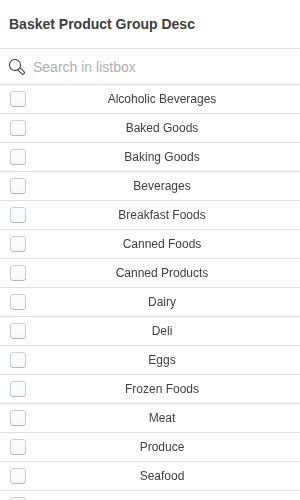 Basket Product Group Desc
Search in listbox
Alcoholic Beverages
Baked Goods
Baking Goods
Beverages
Breakfast Foods
Canned Foods
Canned Products
Dairy
Deli
Eggs
Frozen Foods
Meat
Produce
Seafood